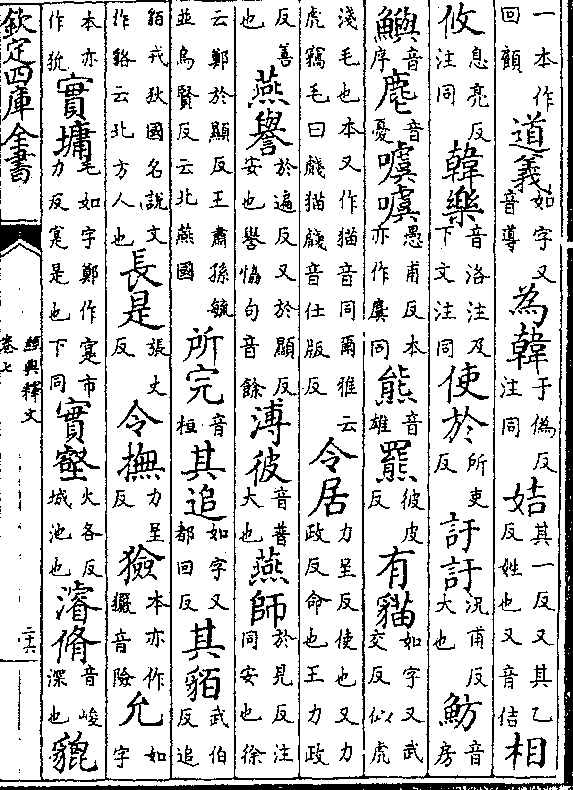 一本作回顧道義如字又音導為韓于偽反注同姞其一反又其乙反姓也又音佶相
攸息亮反注同韓樂音洛注及下文注同使於所吏反訏訏況甫反大也魴音房
鱮音序麀音憂噳噳愚甫反本亦作麌同熊音雄羆彼皮反有貓如字又武交反似虎
淺毛也本又作猫音同爾雅云虎竊毛曰虦猫虦音仕版反令居力呈反使也又力政反命也王力政
反善也燕譽於遍反又於顯反安也譽恊句音餘溥彼音普大也燕師於見反注同安也徐
云鄭於顯反王肅孫毓並烏賢反云北燕國所完音桓其追如字又都回反其貊武伯反追
貊戎狄國名說文作貉云北方人也長是張丈反令撫力呈反獫本亦作玁音險允如字
本亦作狁實墉毛如字鄭作寔市力反寔是也下同實壑火各反城池也濬脩音峻深也貔
欽定四庫全書
經典釋文
卷七
二十六